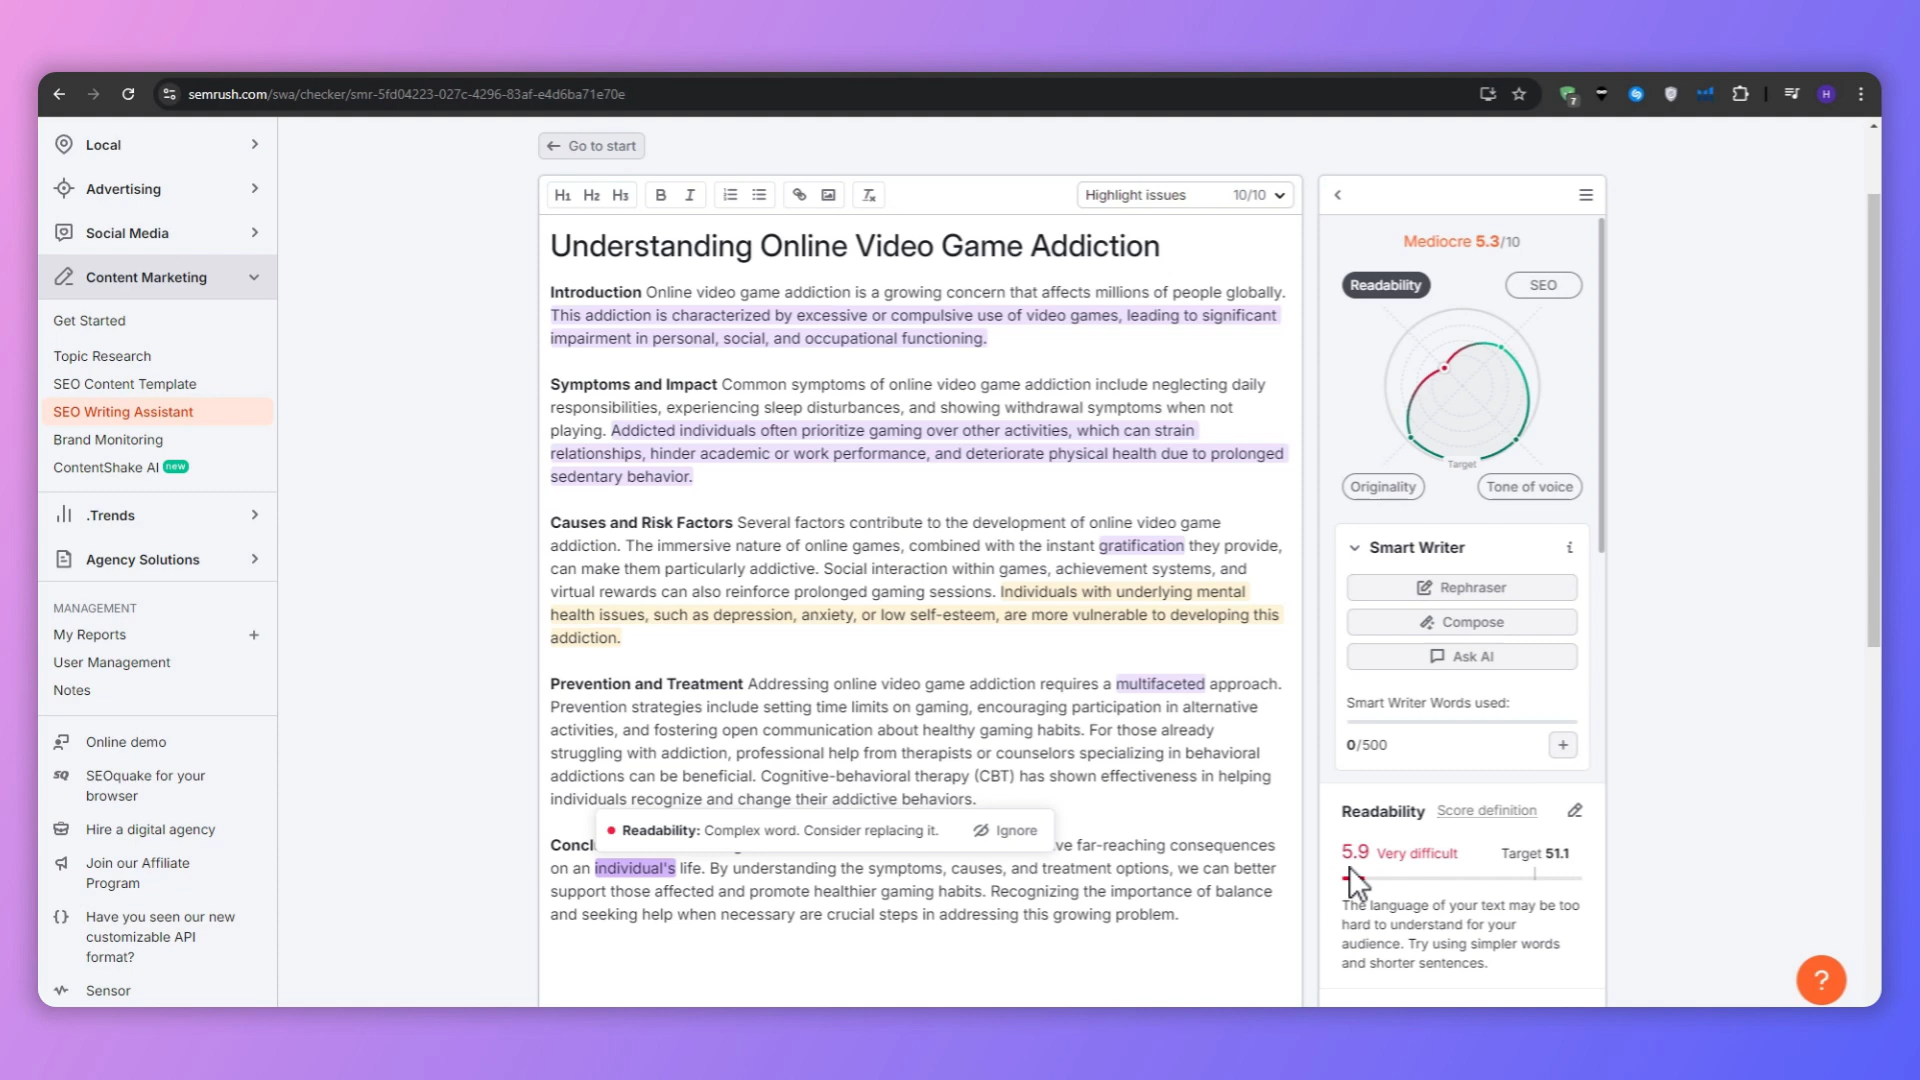 semrush.com/swa/checker/smr-5fd04223-027c-4296-83af-e4d6ba71e70e
7
H
Local
Advertising
Social Media
Content Marketing
Get Started
Topic Research
SEO Content Template
SEO Writing Assistant
Brand Monitoring
ContentShake AI new
.Trends
Agency Solutions
MANAGEMENT
My Reports +
User Management
Notes
Online demo
SEOquake for your
browser
Hire a digital agency
Join our Affiliate
Program
Have you seen our new
customizable API
format?
Sensor
Go to start
H1 H2 H3 B I Highlight issues 10/10
Understanding Online Video Game Addiction
Introduction Online video game addiction is a growing concern that affects millions of people globally.
This addiction is characterized by excessive or compulsive use of video games, leading to significant
impairment in personal, social, and occupational functioning.
Symptoms and Impact Common symptoms of online video game addiction include neglecting daily
responsibilities, experiencing sleep disturbances, and showing withdrawal symptoms when not
playing. Addicted individuals often prioritize gaming over other activities, which can strain
relationships, hinder academic or work performance, and deteriorate physical health due to prolonged
sedentary behavior.
Causes and Risk Factors Several factors contribute to the development of online video game
addiction. The immersive nature of online games, combined with the instant gratification they provide,
can make them particularly addictive. Social interaction within games, achievement systems, and
virtual rewards can also reinforce prolonged gaming sessions. Individuals with underlying mental
health issues, such as depression, anxiety, or low self-esteem, are more vulnerable to developing this
addiction.
Prevention and Treatment Addressing online video game addiction requires a multifaceted approach.
Prevention strategies include setting time limits on gaming, encouraging participation in alternative
activities, and fostering open communication about healthy gaming habits. For those already
struggling with addiction, professional help from therapists or counselors specializing in behavioral
addictions can be beneficial. Cognitive-behavioral therapy (CBT) has shown effectiveness in helping
individuals recognize and change their addictive behaviors.
Readability: Complex word. Consider replacing it. Ignore
Concl ve far-reaching consequences
on an individual's life. By understanding the symptoms, causes, and treatment options, we can better
support those affected and promote healthier gaming habits. Recognizing the importance of balance
and seeking help when necessary are crucial steps in addressing this growing problem.
Mediocre 5.3/10
Readability SEO
Target
Originality Tone of voice
Smart Writer i
Rephraser
Compose
Ask AI
Smart Writer Words used:
0/500 +
Readability Score definition
5.9 Very difficult Target 51.1
The language of your text may be too
hard to understand for your
audience. Try using simpler words
and shorter sentences.
?